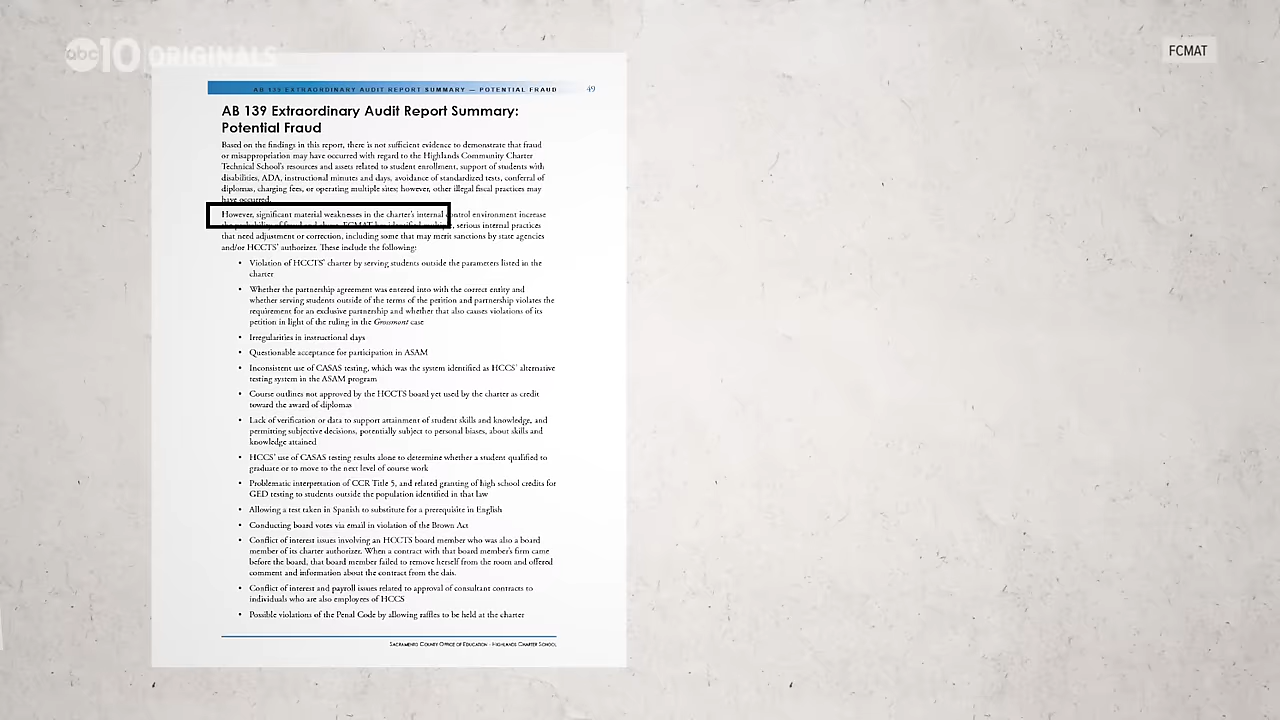 abc10 ORIGINALS
FCMAT
AB 139 EXTRAORDINARY AUDIT REPORT SUMMARY — POTENTIAL FRAUD 49
AB 139 Extraordinary Audit Report Summary:
Potential Fraud
Based on the findings in this report, there is not sufficient evidence to demonstrate that fraud
or misappropriation may have occurred with regard to the Highlands Community Charter
Technical School's resources and assets related to student enrollment, support of students with
disabilities, ADA, instructional minutes and days, avoidance of standardized tests, conferral of
diplomas, charging fees, or operating multiple sites; however, other illegal fiscal practices may
have occurred.
However, significant material weaknesses in the charter's internal control environment increase
serious internal practices
that need adjustment or correction, including some that may merit sanctions by state agencies
and/or HCCTS' authorizer. These include the following:
• Violation of HCCTS' charter by serving students outside the parameters listed in the
charter
• Whether the partnership agreement was entered into with the correct entity and
whether serving students outside of the terms of the petition and partnership violates the
requirement for an exclusive partnership and whether that also causes violations of its
petition in light of the ruling in the Grossmont case
• Irregularities in instructional days
• Questionable acceptance for participation in ASAM
• Inconsistent use of CASAS testing, which was the system identified as HCCS' alternative
testing system in the ASAM program
• Course outlines not approved by the HCCTS board yet used by the charter as credit
toward the award of diplomas
• Lack of verification or data to support attainment of student skills and knowledge, and
permitting subjective decisions, potentially subject to personal biases, about skills and
knowledge attained
• HCCS' use of CASAS testing results alone to determine whether a student qualified to
graduate or to move to the next level of course work
• Problematic interpretation of CCR Title 5, and related granting of high school credits for
GED testing to students outside the population identified in that law
• Allowing a test taken in Spanish to substitute for a prerequisite in English
• Conducting board votes via email in violation of the Brown Act
• Conflict of interest issues involving an HCCTS board member who was also a board
member of its charter authorizer. When a contract with that board member's firm came
before the board, that board member failed to remove herself from the room and offered
comment and information about the contract from the dais.
• Conflict of interest and payroll issues related to approval of consultant contracts to
individuals who are also employees of HCCS
• Possible violations of the Penal Code by allowing raffles to be held at the charter
SACRAMENTO COUNTY OFFICE OF EDUCATION - HIGHLANDS CHARTER SCHOOL